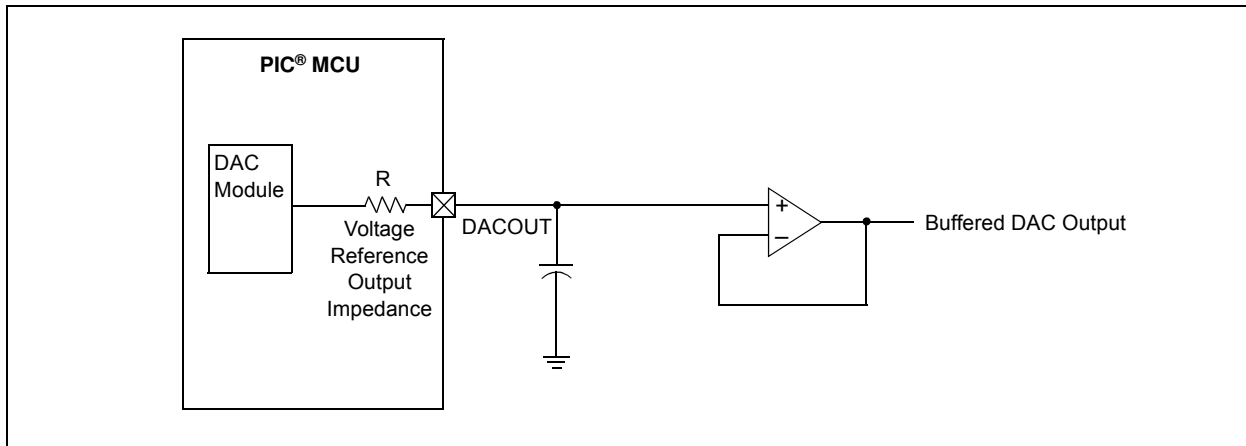 PIC® MCU
DAC
Module
R
Voltage
Reference
Output
Impedance
DACOUT
+
–
Buffered DAC Output